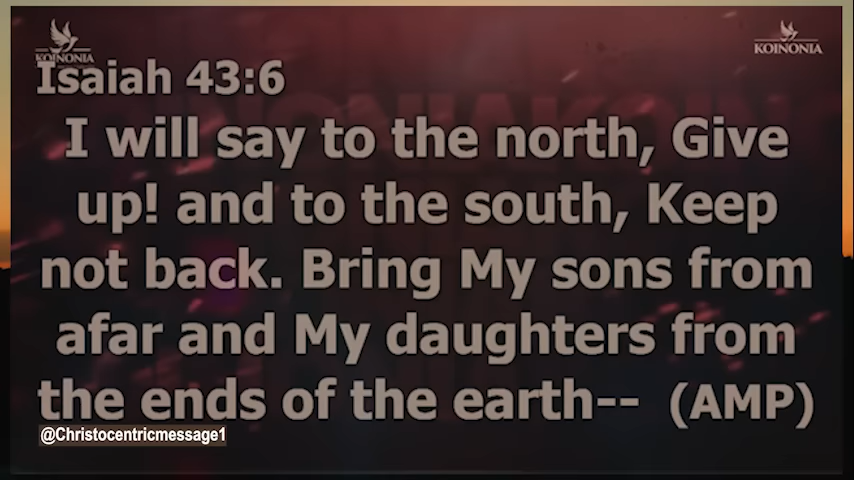 KOINONIA
KOINONIA
Isaiah 43:6
I will say to the north, Give
up! and to the south, Keep
not back. Bring My sons from
afar and My daughters from
the ends of the earth-- (AMP)
@Christocentricmessage1